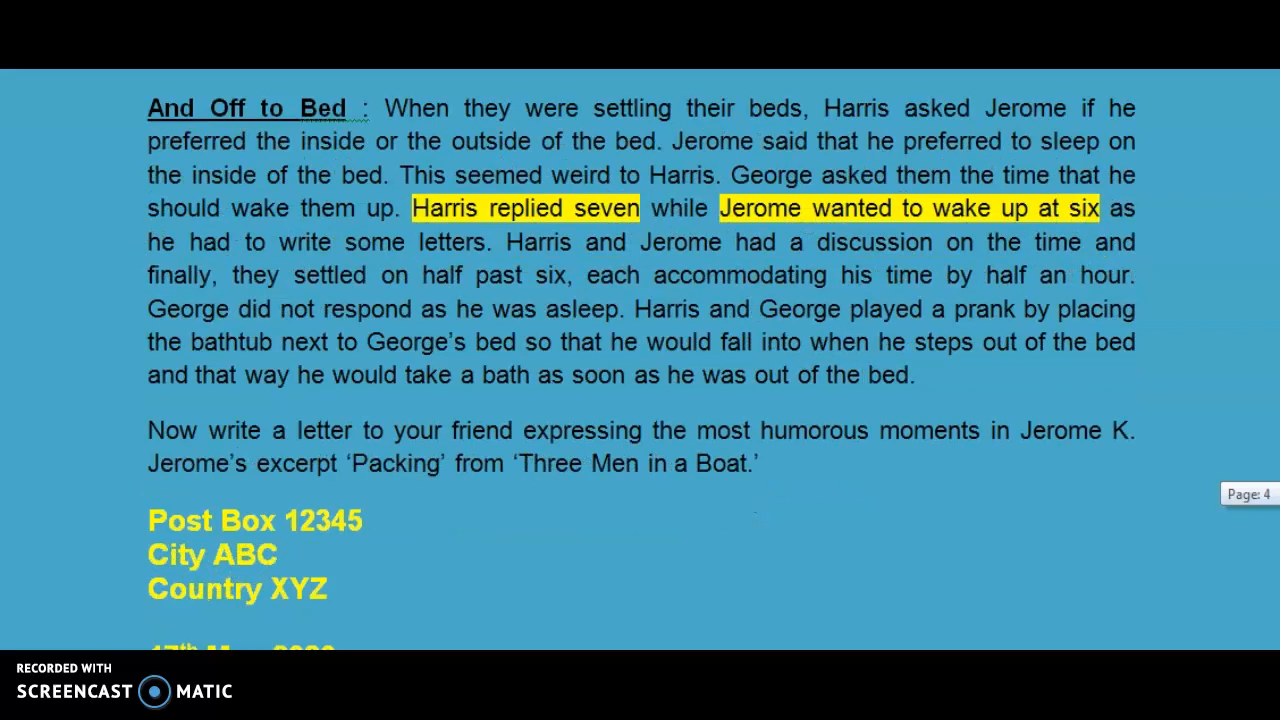 And Off to Bed : When they were settling their beds, Harris asked Jerome if he
preferred the inside or the outside of the bed. Jerome said that he preferred to sleep on
the inside of the bed. This seemed weird to Harris. George asked them the time that he
should wake them up. Harris replied seven while Jerome wanted to wake up at six as
he had to write some letters. Harris and Jerome had a discussion on the time and
finally, they settled on half past six, each accommodating his time by half an hour.
George did not respond as he was asleep. Harris and George played a prank by placing
the bathtub next to George’s bed so that he would fall into when he steps out of the bed
and that way he would take a bath as soon as he was out of the bed.
Now write a letter to your friend expressing the most humorous moments in Jerome K.
Jerome’s excerpt ‘Packing’ from ‘Three Men in a Boat.’
Page: 4
Post Box 12345
City ABC
Country XYZ
RECORDED WITH
SCREENCAST MATIC